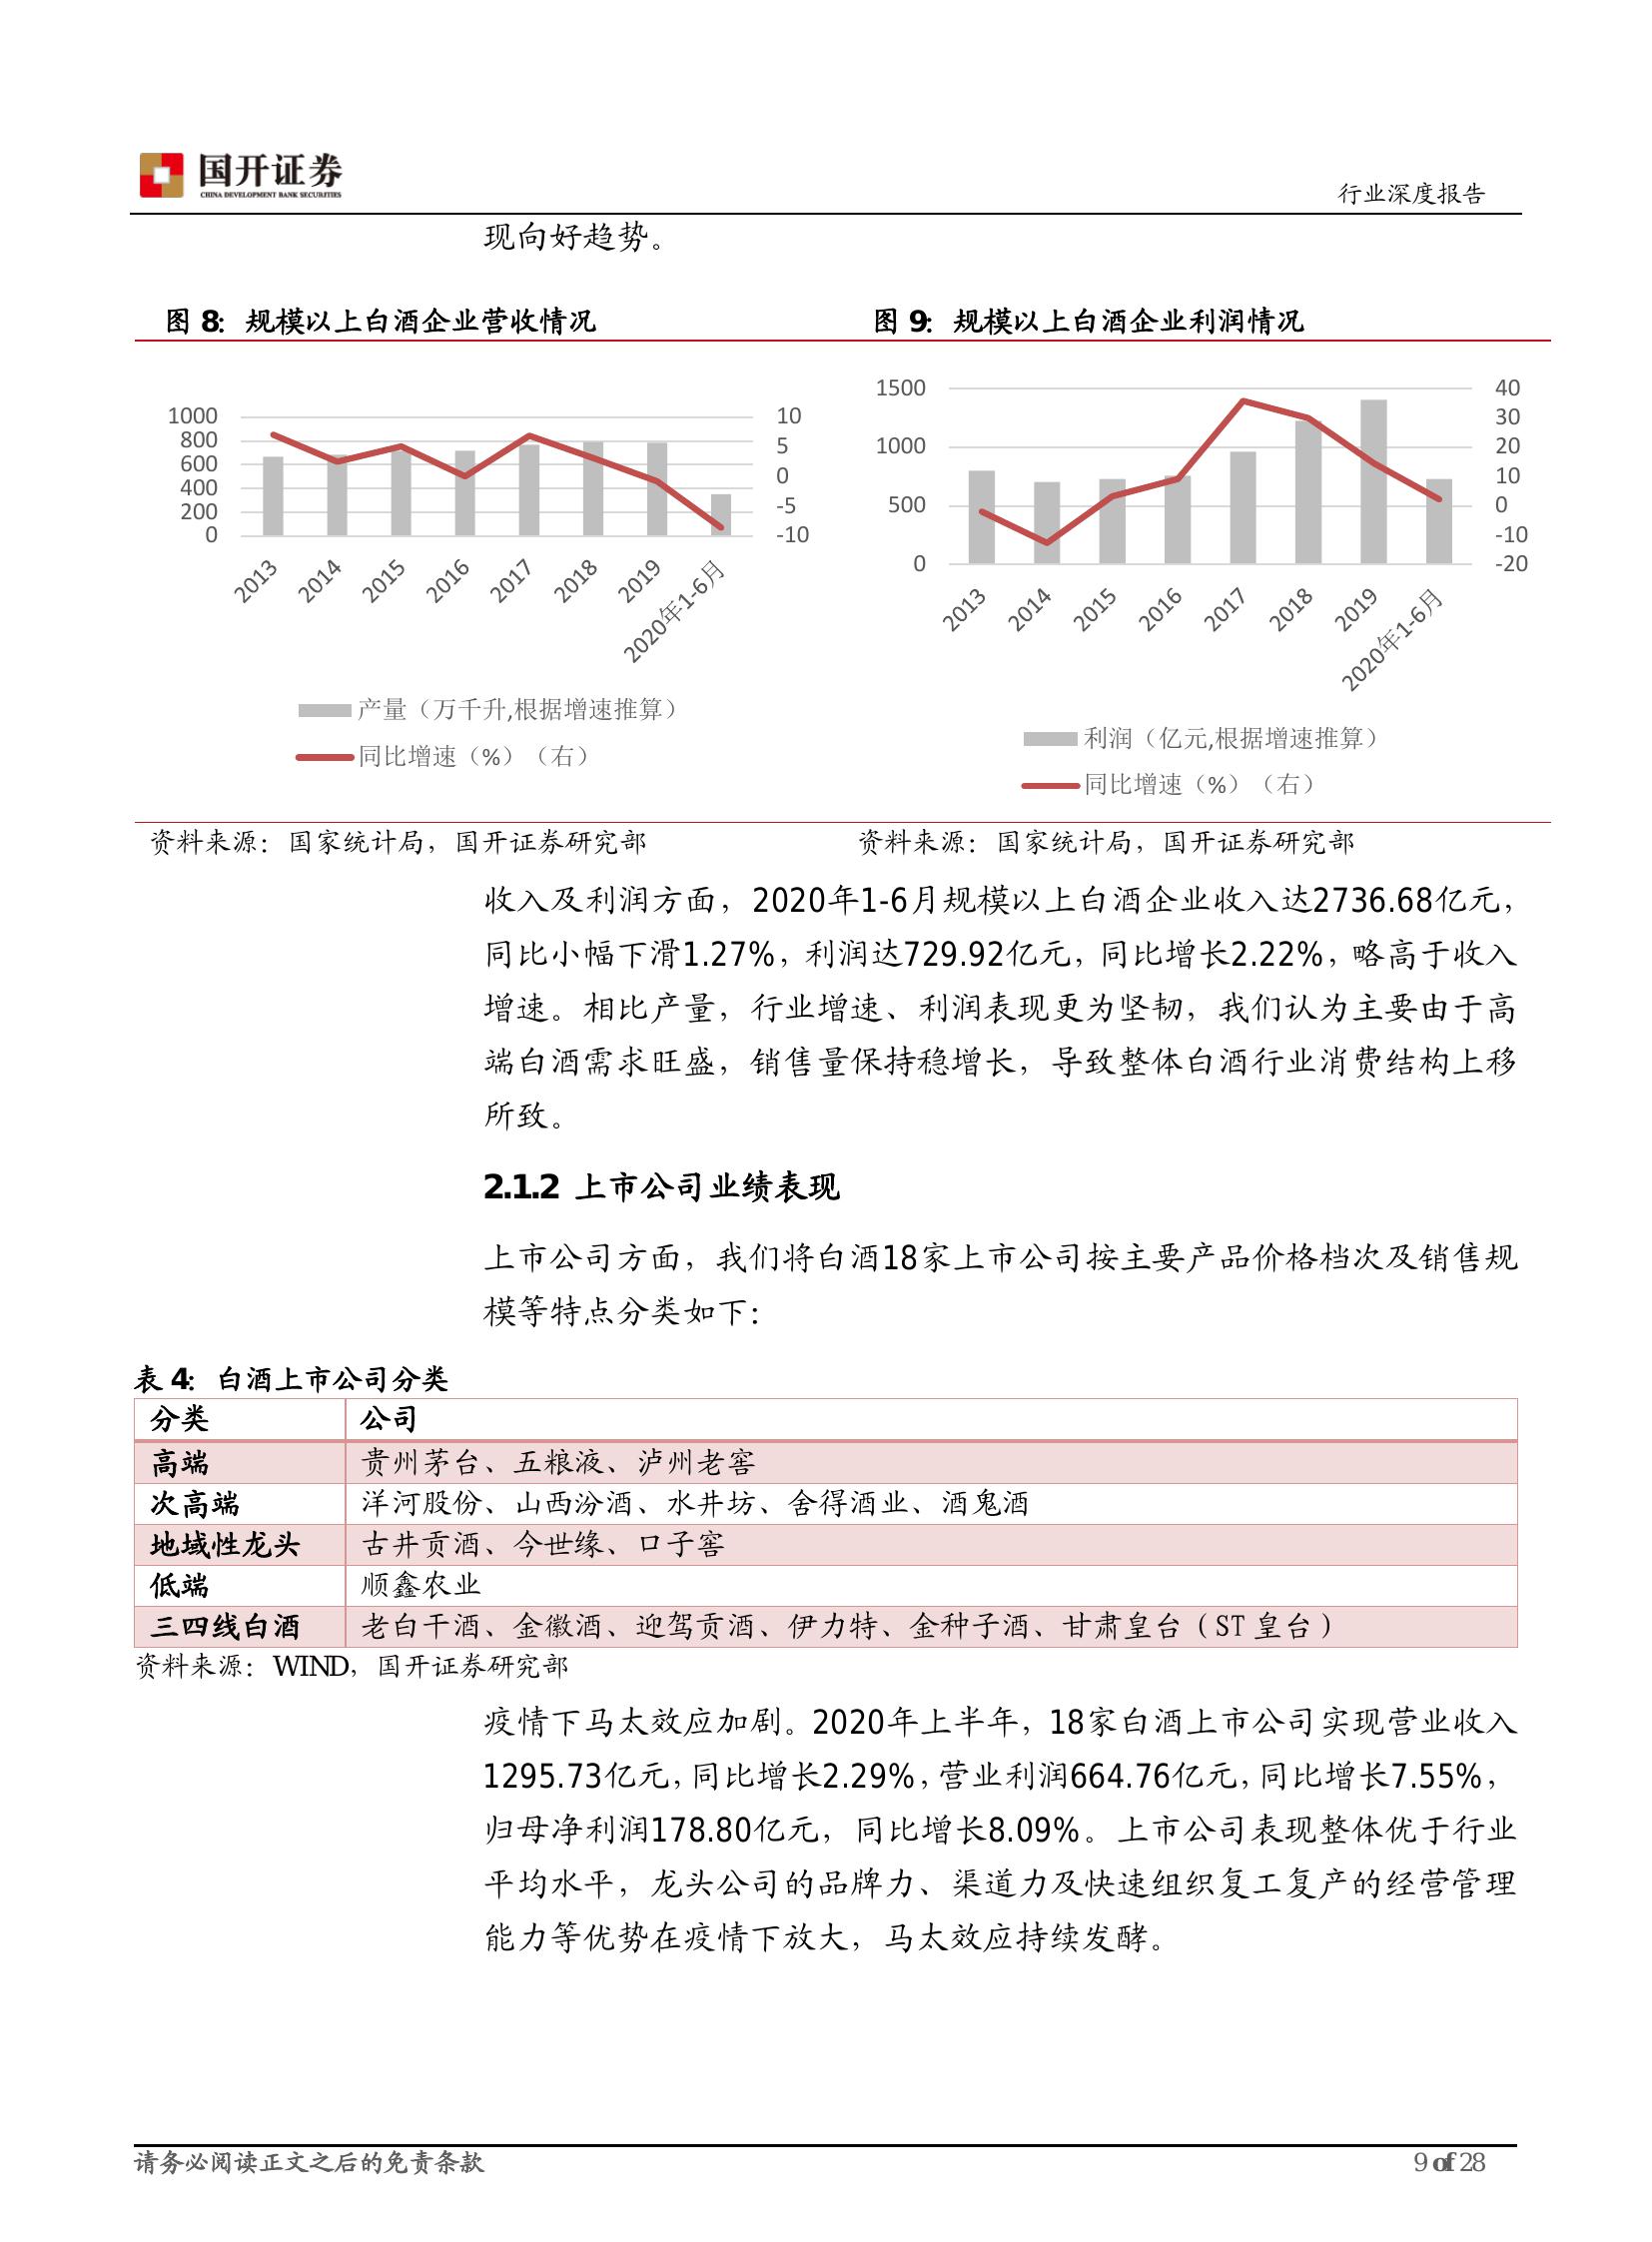 国开证券
CHINA DEVELOPMENT BANK SECURITIES
行业深度报告
现向好趋势。
图 8：规模以上白酒企业营收情况
1000
800
600
400
200
0
10
5
0
-5
-10
2013
2014
2015
2016
2017
2018
2019
2020年1-6月
产量（万千升,根据增速推算）
同比增速（%）（右）
图 9：规模以上白酒企业利润情况
1500
1000
500
0
40
30
20
10
0
-10
-20
2013
2014
2015
2016
2017
2018
2019
2020年1-6月
利润（亿元,根据增速推算）
同比增速（%）（右）
资料来源：国家统计局，国开证券研究部
资料来源：国家统计局，国开证券研究部
收入及利润方面，2020年1-6月规模以上白酒企业收入达2736.68亿元，
同比小幅下滑1.27%，利润达729.92亿元，同比增长2.22%，略高于收入
增速。相比产量，行业增速、利润表现更为坚韧，我们认为主要由于高
端白酒需求旺盛，销售量保持稳增长，导致整体白酒行业消费结构上移
所致。
2.1.2 上市公司业绩表现
上市公司方面，我们将白酒18家上市公司按主要产品价格档次及销售规
模等特点分类如下：
表 4：白酒上市公司分类
分类 公司
高端 贵州茅台、五粮液、泸州老窖
次高端 洋河股份、山西汾酒、水井坊、舍得酒业、酒鬼酒
地域性龙头 古井贡酒、今世缘、口子窖
低端 顺鑫农业
三四线白酒 老白干酒、金徽酒、迎驾贡酒、伊力特、金种子酒、甘肃皇台（ST 皇台）
资料来源：WIND，国开证券研究部
疫情下马太效应加剧。2020年上半年，18家白酒上市公司实现营业收入
1295.73亿元，同比增长2.29%，营业利润664.76亿元，同比增长7.55%，
归母净利润178.80亿元，同比增长8.09%。上市公司表现整体优于行业
平均水平，龙头公司的品牌力、渠道力及快速组织复工复产的经营管理
能力等优势在疫情下放大，马太效应持续发酵。
请务必阅读正文之后的免责条款
9 of 28